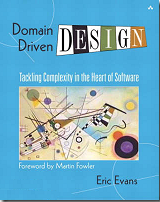 Domain
Driven
DESIGN
Tackling Complexity in the Heart of Software
Foreword by Martin Fowler
Eric Evans